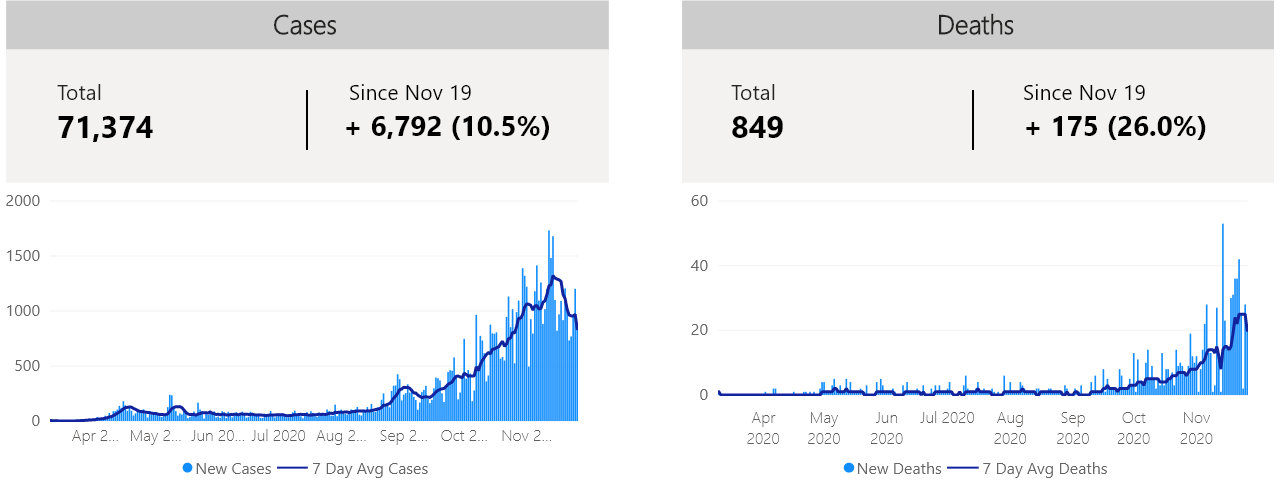 Cases
Total
Since Nov 19
71,374
+ 6,792 (10.5%)
2000
1500
1000
500
0
Apr 2... May 2... Jun 20... Jul 2020 Aug 2... Sep 2... Oct 2... Nov 2...
New Cases 7 Day Avg Cases
Deaths
Total
Since Nov 19
849
+ 175 (26.0%)
60
40
20
0
Apr May Jun Jul 2020 Aug Sep Oct Nov
2020 2020 2020 2020 2020 2020 2020
New Deaths 7 Day Avg Deaths